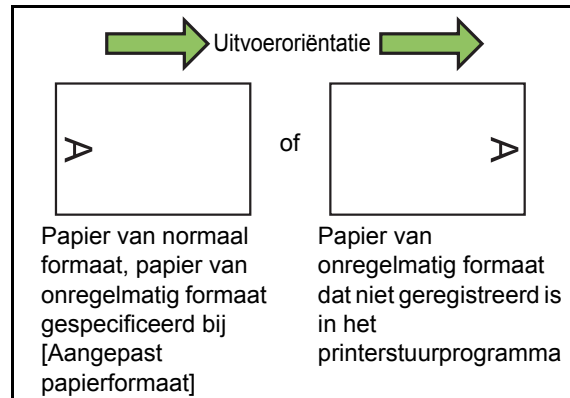 Uitvoeroriëntatie
A
of
A
Papier van normaal
formaat, papier van
onregelmatig formaat
gespecificeerd bij
[Aangepast
papierformaat]
Papier van
onregelmatig formaat
dat niet geregistreerd is
in het
printerstuurprogramma